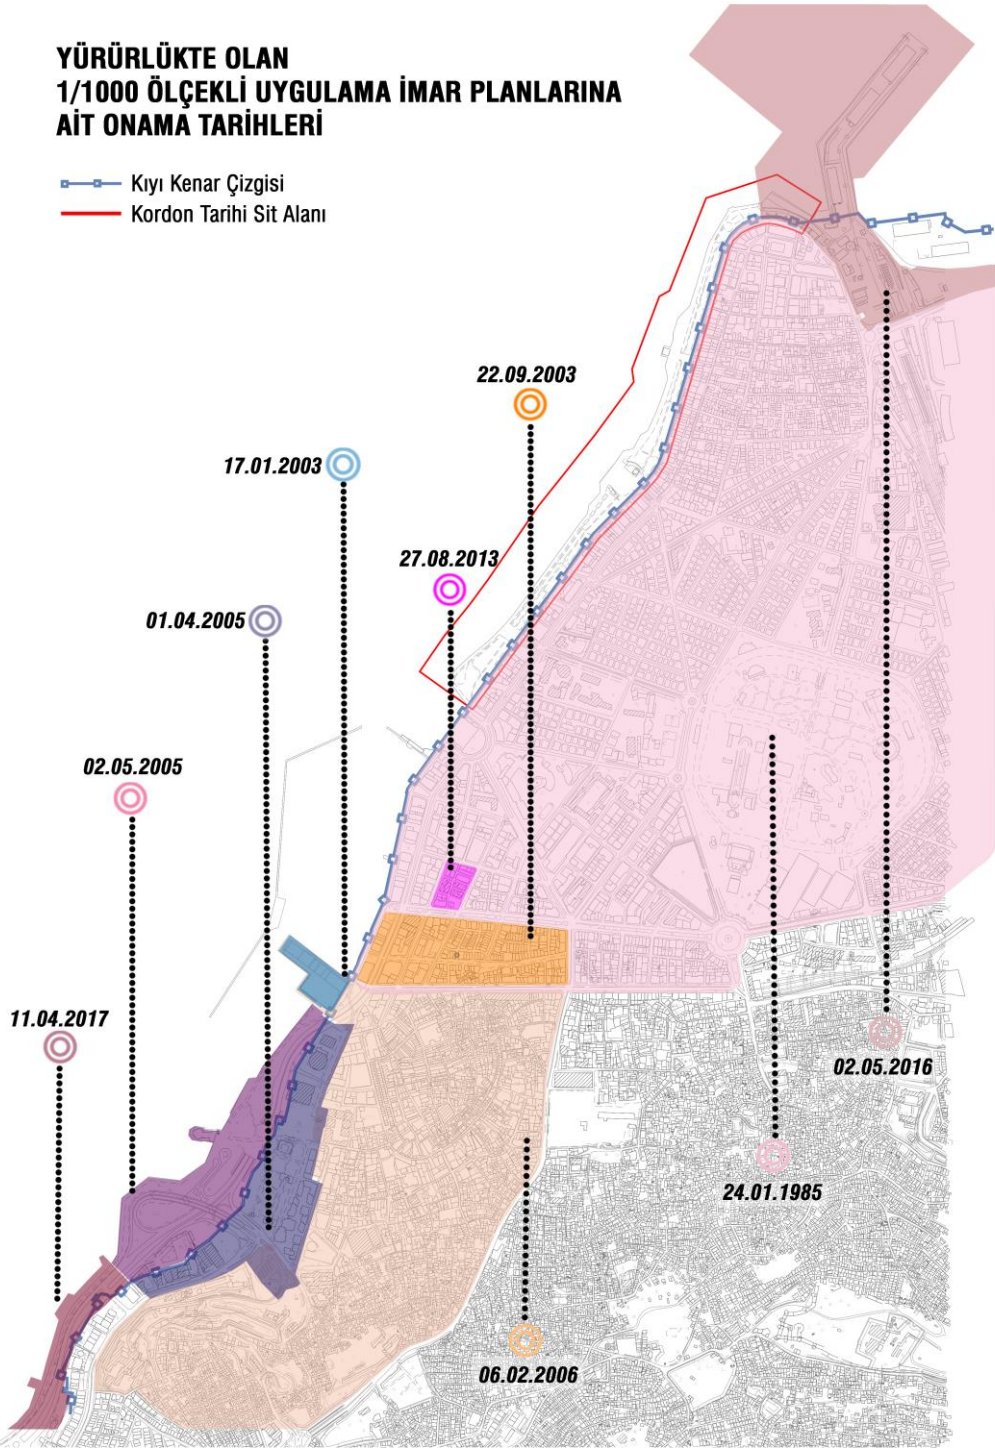 YÜRÜRLÜKTE OLAN
1/1000 ÖLÇEKLİ UYGULAMA İMAR PLANLARINA
AİT ONAMA TARİHLERİ
Kıyı Kenar Çizgisi
Kordon Tarihi Sit Alanı
22.09.2003
17.01.2003
27.08.2013
01.04.2005
02.05.2005
11.04.2017
02.05.2016
24.01.1985
06.02.2006